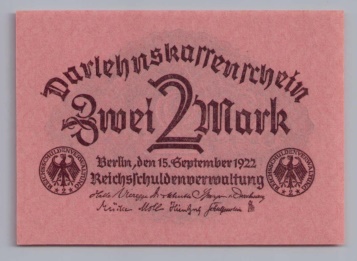 Darlehnskassenschein
Zwei 2 Mark
Berlin, den 15. September 1922
Reichsschuldenverwaltung